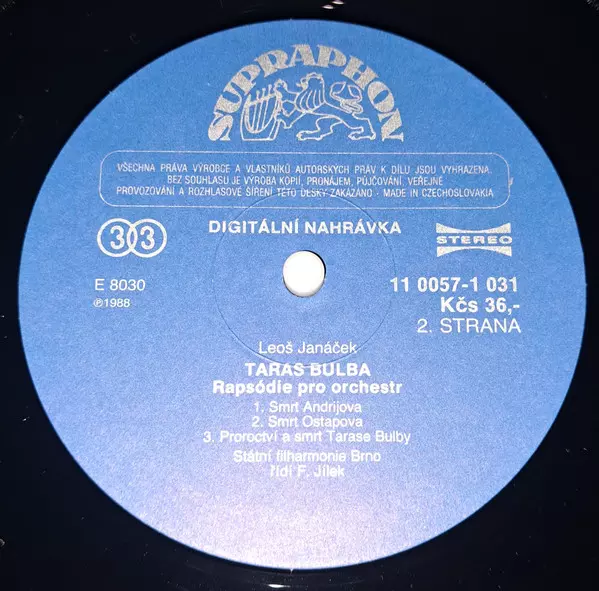 SUPRAPHON
VŠECHNA PRÁVA VÝROBCE A VLASTNÍKŮ AUTORSKÝCH PRÁV K DÍLU JSOU VYHRAZENA.
BEZ SOUHLASU JE VÝROBA KOPIÍ, PRONÁJEM, PŮJČOVÁNÍ, VEŘEJNÉ
PROVOZOVÁNÍ A ROZHLASOVÉ ŠÍŘENÍ TÉTO DESKY ZAKÁZÁNO - MADE IN CZECHOSLOVAKIA
33
DIGITÁLNÍ NAHRÁVKA
STEREO
E 8030
℗1988
11 0057-1 031
Kčs 36,-
2. STRANA
Leoš Janáček
TARAS BULBA
Rapsódie pro orchestr
1. Smrt Andrijova
2. Smrt Ostapova
3. Proroctví a smrt Tarase Bulby
Státní filharmonie Brno
řídí F. Jílek